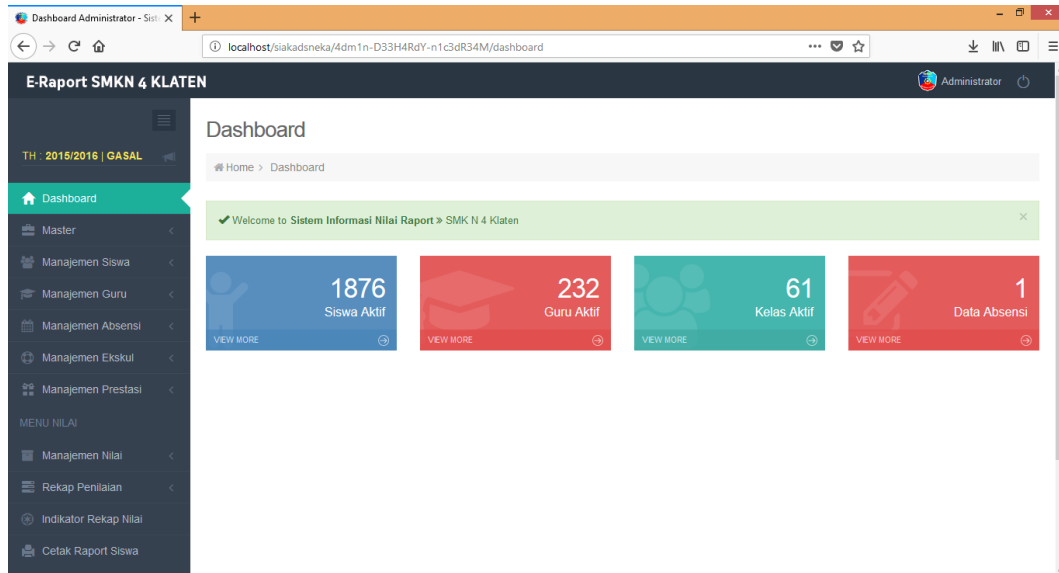 Dashboard Administrator - Sist
localhost/siakadsneka/4dm1n-D33H4RdY-n1c3dR34M/dashboard
E-Raport SMKN 4 KLATEN
Administrator
TH : 2015/2016 | GASAL
Dashboard
Master
Manajemen Siswa
Manajemen Guru
Manajemen Absensi
Manajemen Ekskul
Manajemen Prestasi
MENU NILAI
Manajemen Nilai
Rekap Penilaian
Indikator Rekap Nilai
Cetak Raport Siswa
Dashboard
Home > Dashboard
Welcome to Sistem Informasi Nilai Raport » SMK N 4 Klaten
1876
Siswa Aktif
VIEW MORE
232
Guru Aktif
VIEW MORE
61
Kelas Aktif
VIEW MORE
1
Data Absensi
VIEW MORE